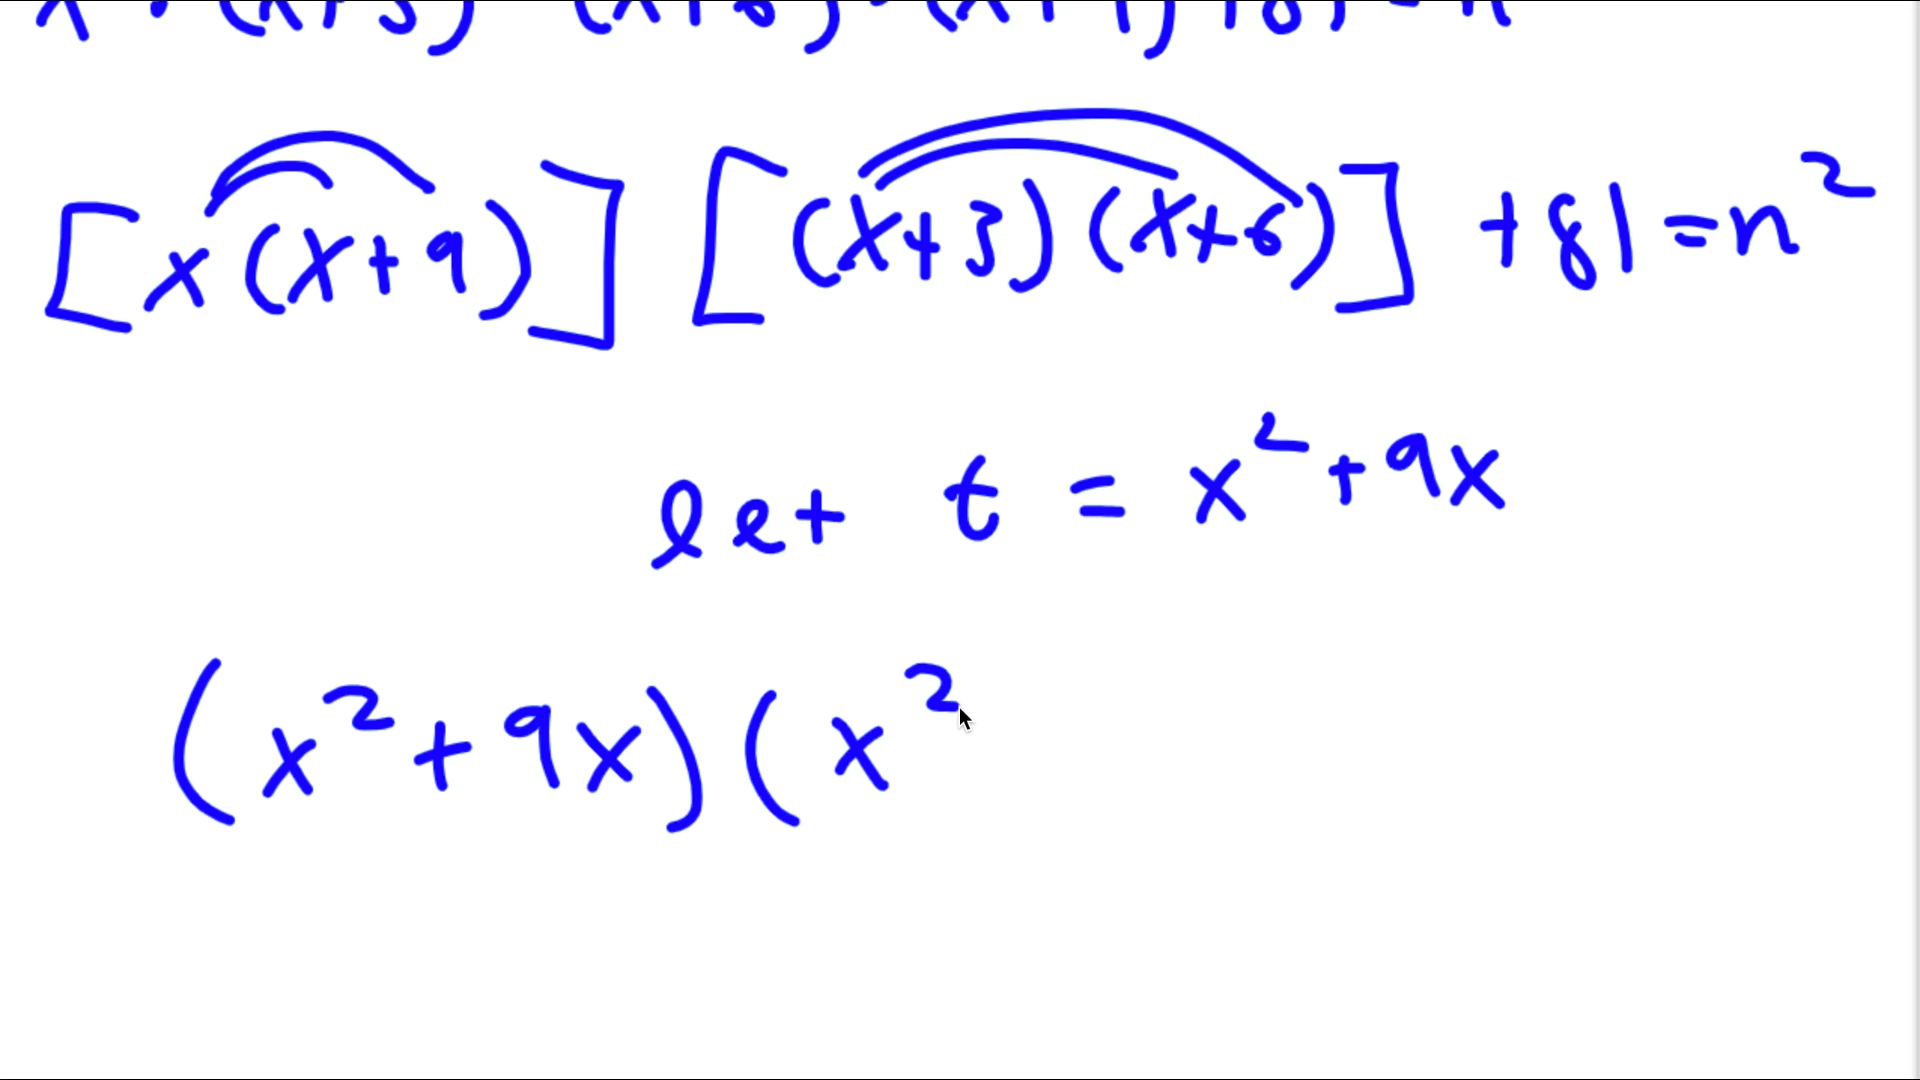 [x(x+9)] [(x+3)(x+6)] +81=n²
let t = x²+9x
(x²+9x)(x²